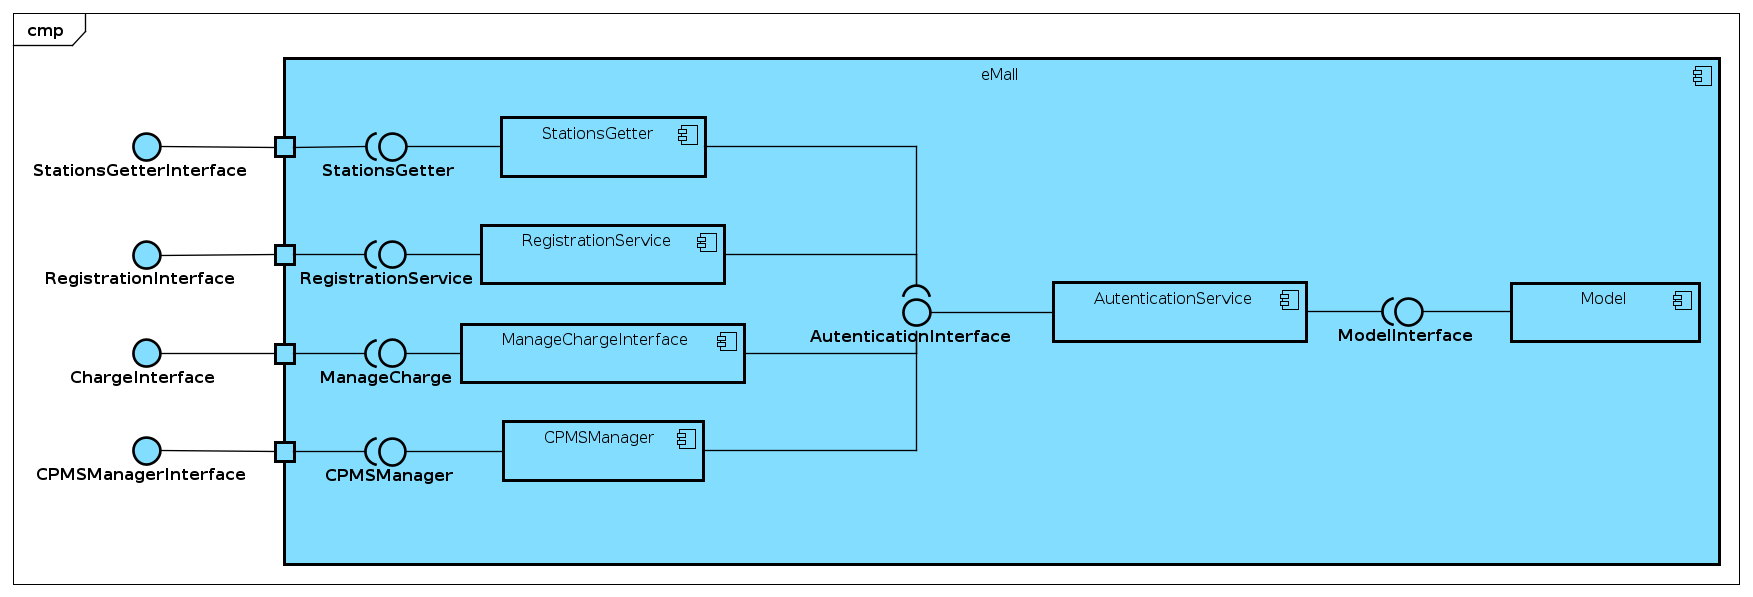 cmp
eMall
StationsGetter
StationsGetterInterface
StationsGetter
RegistrationService
RegistrationInterface
RegistrationService
AutenticationService
Model
AutenticationInterface
ModelInterface
ManageChargeInterface
ChargeInterface
ManageCharge
CPMSManager
CPMSManagerInterface
CPMSManager